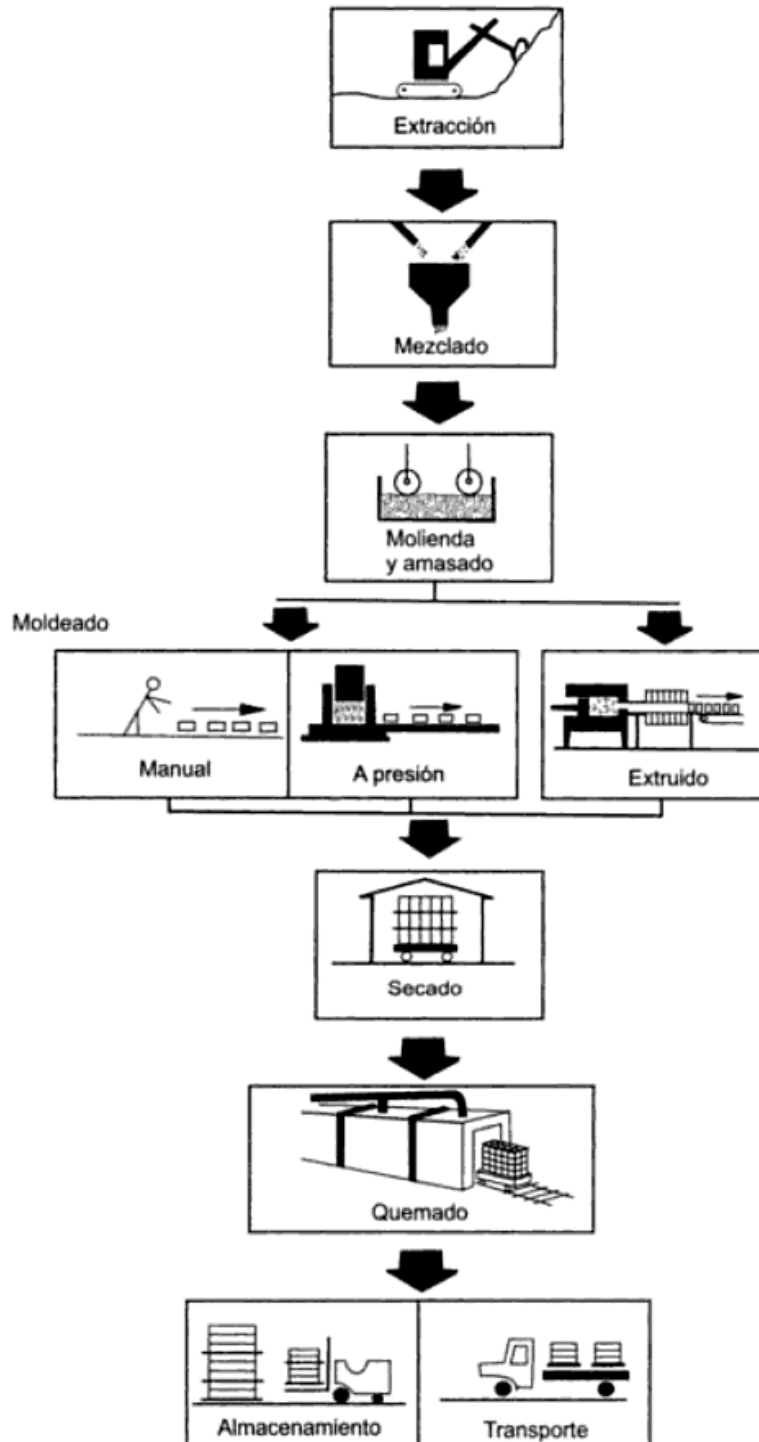 Extracción
Mezclado
Molienda
y amasado
Moldeado
Manual
A presión
Extruido
Secado
Quemado
Almacenamiento
Transporte